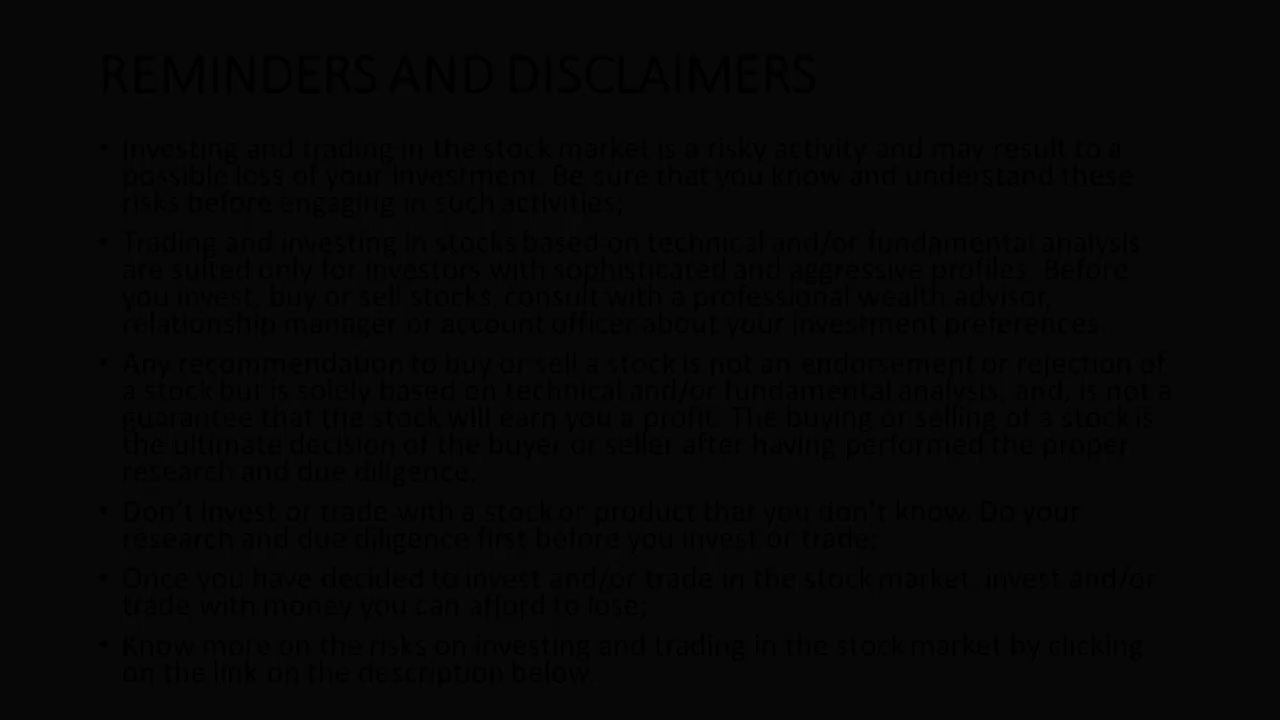 REMINDERS AND DISCLAIMERS
• Investing and trading in the stock market is a risky activity and may result to a
possible loss of your investment. Be sure that you know and understand these
risks before engaging in such activities;
• Trading and investing in stocks based on technical and/or fundamental analysis
are suited only for investors with sophisticated and aggressive profiles. Before
you invest, buy or sell stocks, consult with a professional wealth advisor,
relationship manager or account officer about your investment preferences.
• Any recommendation to buy or sell a stock is not an endorsement or rejection of
a stock but is solely based on technical and/or fundamental analysis, and, is not a
guarantee that the stock will earn you a profit. The buying or selling of a stock is
the ultimate decision of the buyer or seller after having performed the proper
research and due diligence.
• Don't invest or trade with a stock or product that you don't know. Do your
research and due diligence first before you invest or trade;
• Once you have decided to invest and/or trade in the stock market, invest and/or
trade with money you can afford to lose;
• Know more on the risks on investing and trading in the stock market by clicking
on the link on the description below